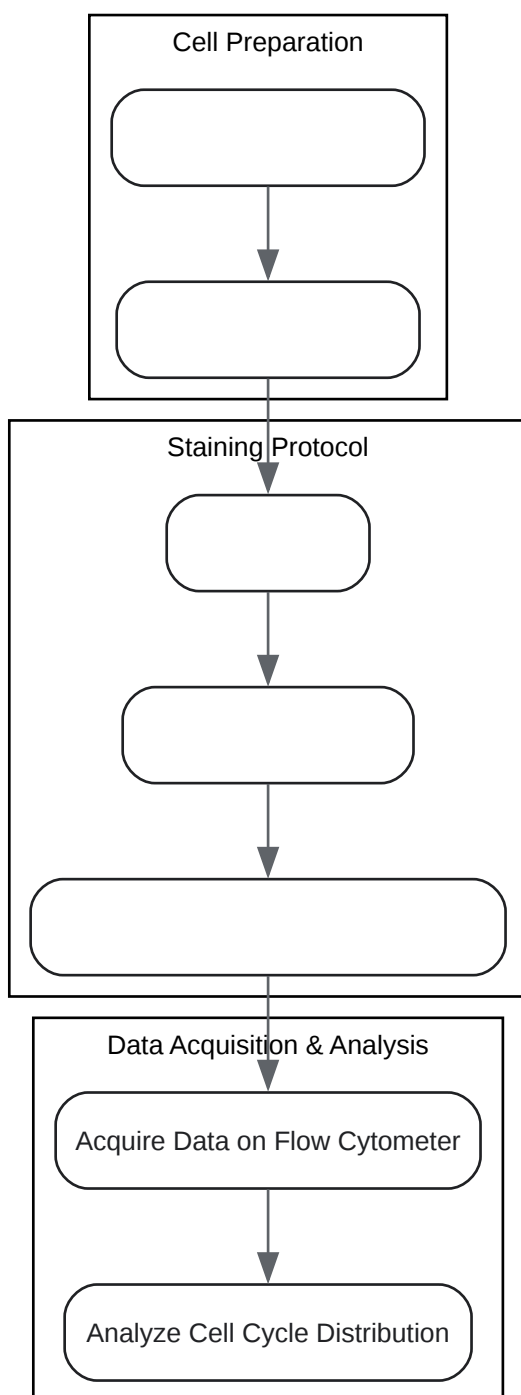 Cell Preparation
Staining Protocol
Data Acquisition & Analysis
Acquire Data on Flow Cytometer
Analyze Cell Cycle Distribution